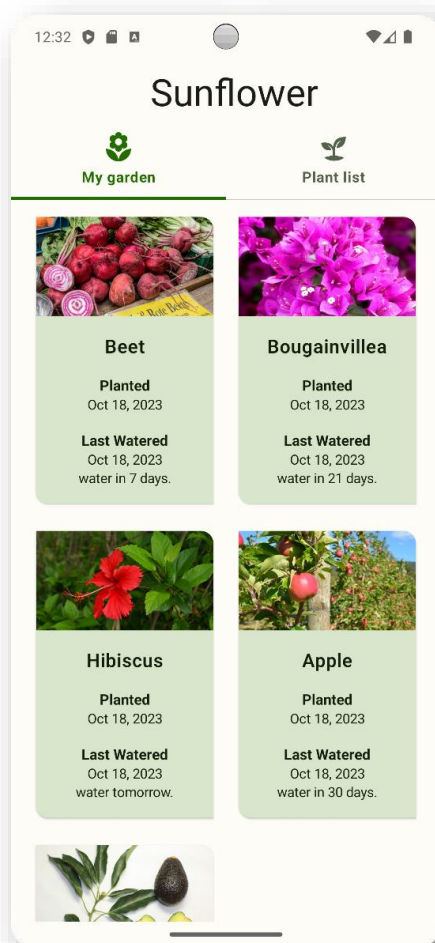 12:32
Sunflower
My garden
Plant list
Beet
Planted
Oct 18, 2023
Last Watered
Oct 18, 2023
water in 7 days.
Bougainvillea
Planted
Oct 18, 2023
Last Watered
Oct 18, 2023
water in 21 days.
Hibiscus
Planted
Oct 18, 2023
Last Watered
Oct 18, 2023
water tomorrow.
Apple
Planted
Oct 18, 2023
Last Watered
Oct 18, 2023
water in 30 days.